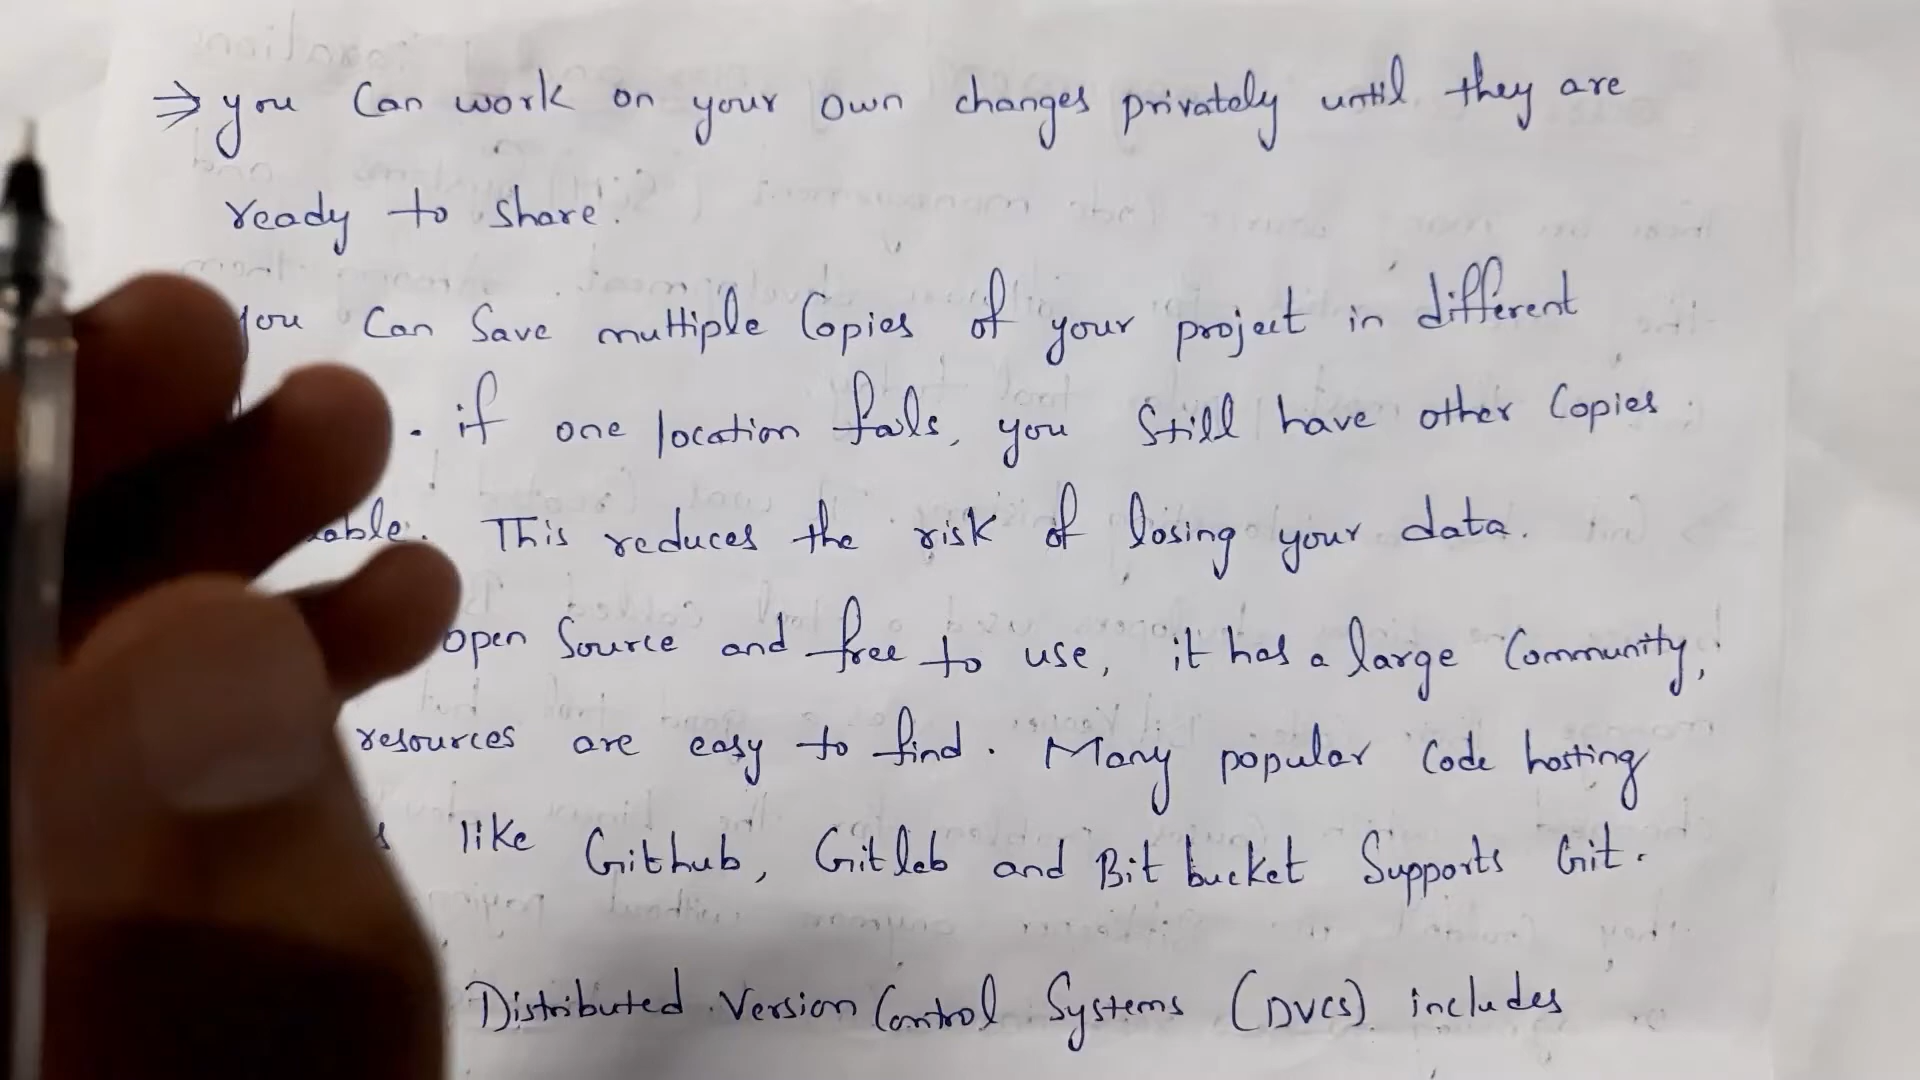 ⇒ you Can work on your own changes privately until they are
ready to share.
you Can Save multiple Copies of your project in different
. if one location fails, you Still have other Copies
This reduces the risk of losing your data.
open Source and free to use, it has a large Community,
resources are easy to find. Many popular Code hosting
like Github, Gitlab and Bit bucket Supports Git.
Distributed Version Control Systems (DVCS) includes